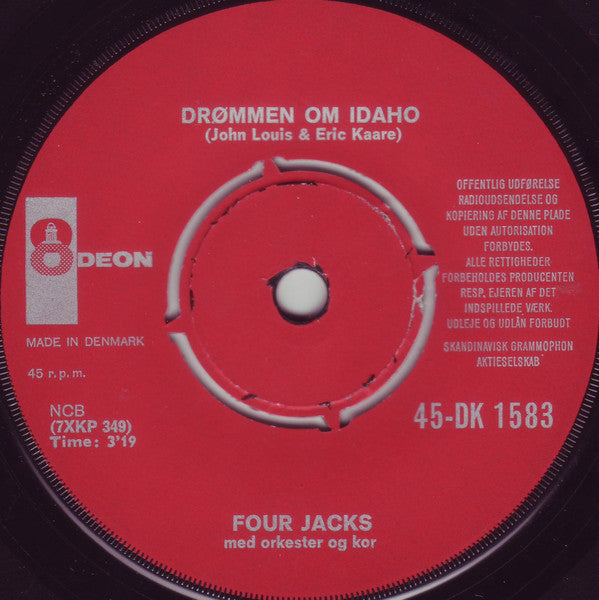 DRØMMEN OM IDAHO
(John Louis & Eric Kaare)
ODEON
MADE IN DENMARK
45 r.p.m.
NCB
(7XKP 349)
Time: 3'19
OFFENTLIG UDFØRELSE
RADIOUDSENDELSE OG
KOPIERING AF DENNE PLADE
UDEN AUTORISATION
FORBYDES.
ALLE RETTIGHEDER
FORBEHOLDES PRODUCENTEN
RESP. EJEREN AF DET
INDSPILLEDE VÆRK.
UDLEJE OG UDLÅN FORBUDT
SKANDINAVISK GRAMMOPHON
AKTIESELSKAB
45-DK 1583
FOUR JACKS
med orkester og kor